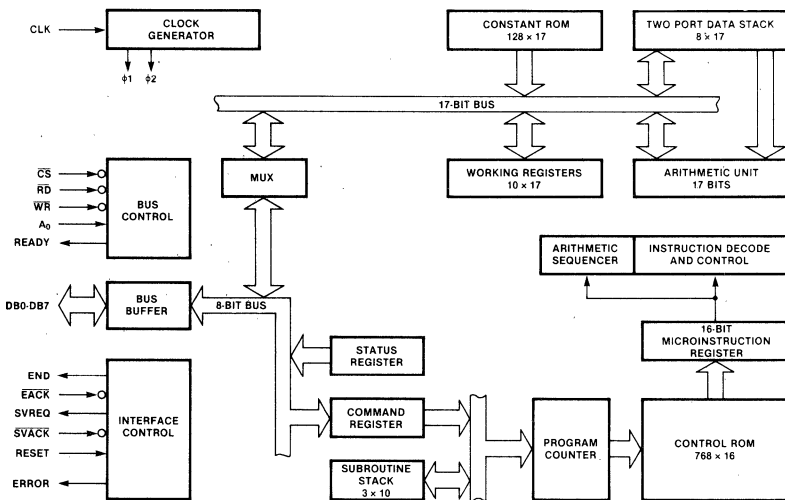 CLK
CLOCK
GENERATOR
ϕ1
ϕ2
CONSTANT ROM
128 × 17
TWO PORT DATA STACK
8 × 17
17-BIT BUS
CS
RD
WR
A0
READY
BUS
CONTROL
MUX
WORKING REGISTERS
10 × 17
ARITHMETIC UNIT
17 BITS
ARITHMETIC
SEQUENCER
INSTRUCTION DECODE
AND CONTROL
DB0-DB7
BUS
BUFFER
8-BIT BUS
STATUS
REGISTER
16-BIT
MICROINSTRUCTION
REGISTER
END
EACK
SVREQ
SVACK
RESET
ERROR
INTERFACE
CONTROL
COMMAND
REGISTER
SUBROUTINE
STACK
3 × 10
PROGRAM
COUNTER
CONTROL ROM
768 × 16